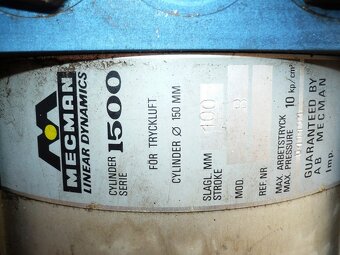 MECMAN
LINEAR DYNAMICS
CYLINDER
SERIE 1500
FÖR TRYCKLUFT
CYLINDER Ø 150 MM
SLAGL. MM
STROKE 100
MOD. B
REF. NR
MAX. ARBETSTRYCK
MAX. PRESSURE 10 kp/cm²
GUARANTEED BY
AB MECMAN
Imp.